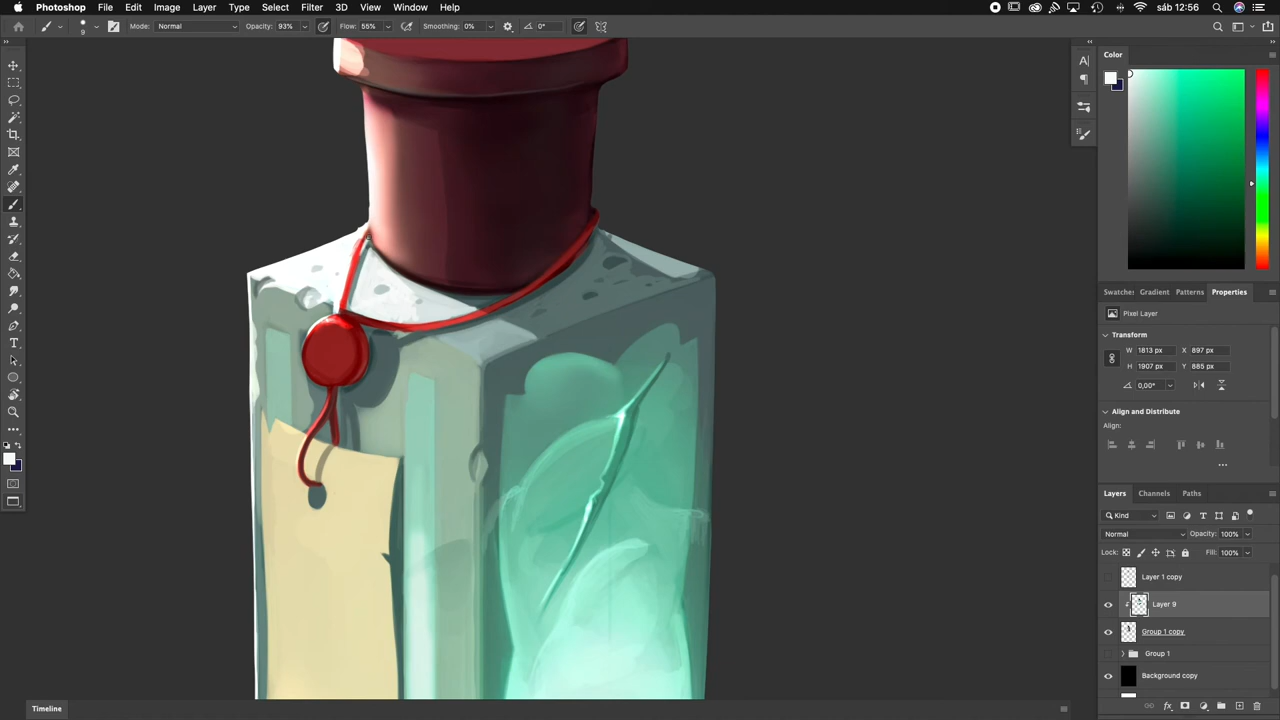 Photoshop File Edit Image Layer Type Select Filter 3D View Window Help sáb 12:56
9 Mode: Normal Opacity: 93% Flow: 55% Smoothing: 0% 0°
Color
Swatches Gradient Patterns Properties
Pixel Layer
Transform
W 1813 px X 897 px
H 1907 px Y 885 px
0,00°
Align and Distribute
Align:
Layers Channels Paths
Kind
Normal Opacity: 100%
Lock: Fill: 100%
Layer 1 copy
Layer 9
Group 1 copy
Group 1
Background copy
Timeline